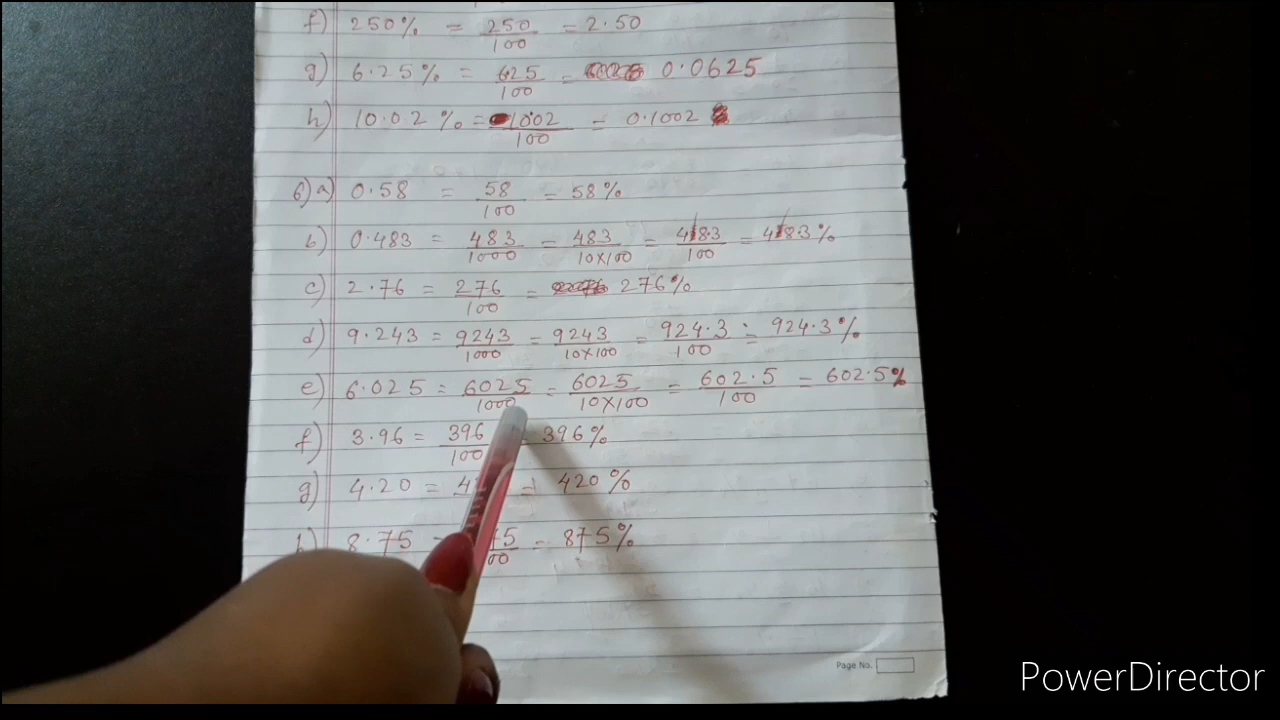 f) 250% = 250/100 = 2.50
g) 6.25% = 625/100 = 0.0625
h) 10.02% = 1002/100 = 0.1002
6) a) 0.58 = 58/100 = 58%
b) 0.483 = 483/1000 = 483/10×100 = 48.3/100 = 48.3%
c) 2.76 = 276/100 = 276%
d) 9.243 = 9243/1000 = 9243/10×100 = 924.3/100 = 924.3%
e) 6.025 = 6025/1000 = 6025/10×100 = 602.5/100 = 602.5%
f) 3.96 = 396/100 = 396%
g) 4.20 = = 420%
h) 8.75 = = 875%
Page No.
PowerDirector